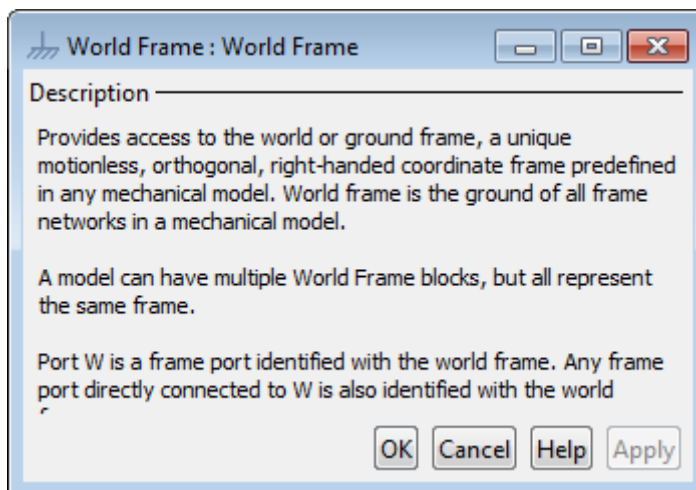 World Frame : World Frame
Description
Provides access to the world or ground frame, a unique
motionless, orthogonal, right-handed coordinate frame predefined
in any mechanical model. World frame is the ground of all frame
networks in a mechanical model.
A model can have multiple World Frame blocks, but all represent
the same frame.
Port W is a frame port identified with the world frame. Any frame
port directly connected to W is also identified with the world
OK Cancel Help Apply